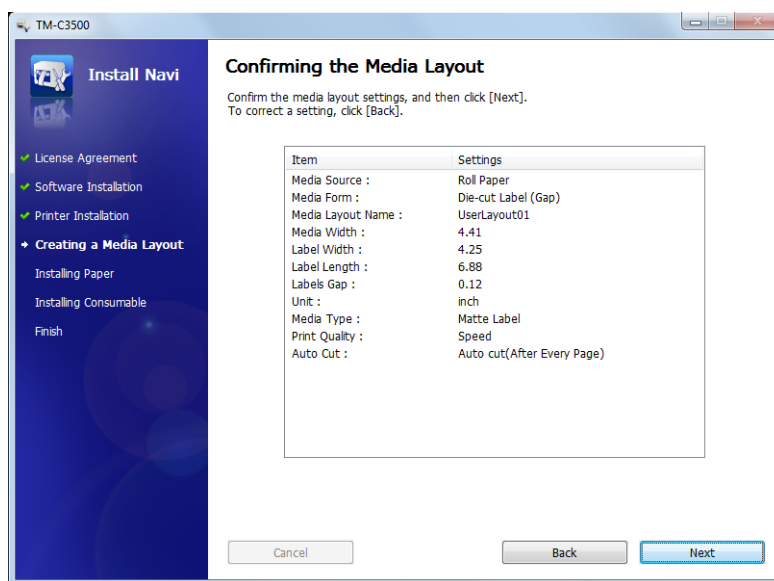 TM-C3500
Install Navi
License Agreement
Software Installation
Printer Installation
Creating a Media Layout
Installing Paper
Installing Consumable
Finish
Confirming the Media Layout
Confirm the media layout settings, and then click [Next].
To correct a setting, click [Back].
Item Settings
Media Source : Roll Paper
Media Form : Die-cut Label (Gap)
Media Layout Name : UserLayout01
Media Width : 4.41
Label Width : 4.25
Label Length : 6.88
Labels Gap : 0.12
Unit : inch
Media Type : Matte Label
Print Quality : Speed
Auto Cut : Auto cut(After Every Page)
Cancel Back Next